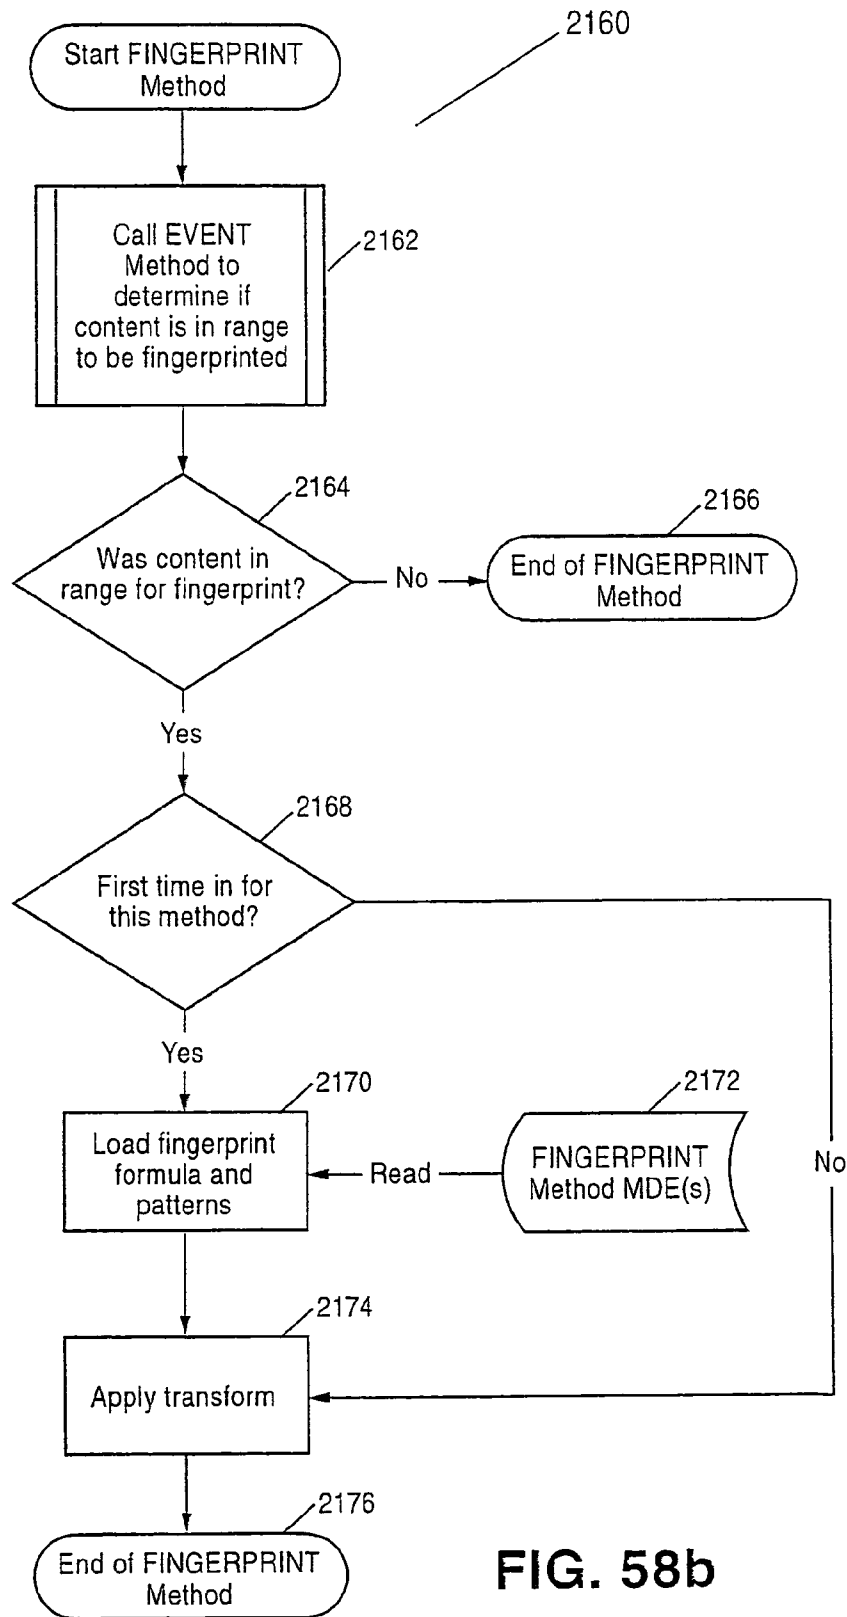 2160
Start FINGERPRINT
Method
Call EVENT
Method to
determine if
content is in range
to be fingerprinted
2162
2164
Was content in
range for fingerprint?
No
2166
End of FINGERPRINT
Method
Yes
2168
First time in for
this method?
Yes
2170
Load fingerprint
formula and
patterns
Read
2172
FINGERPRINT
Method MDE(s)
No
2174
Apply transform
2176
End of FINGERPRINT
Method
FIG. 58b